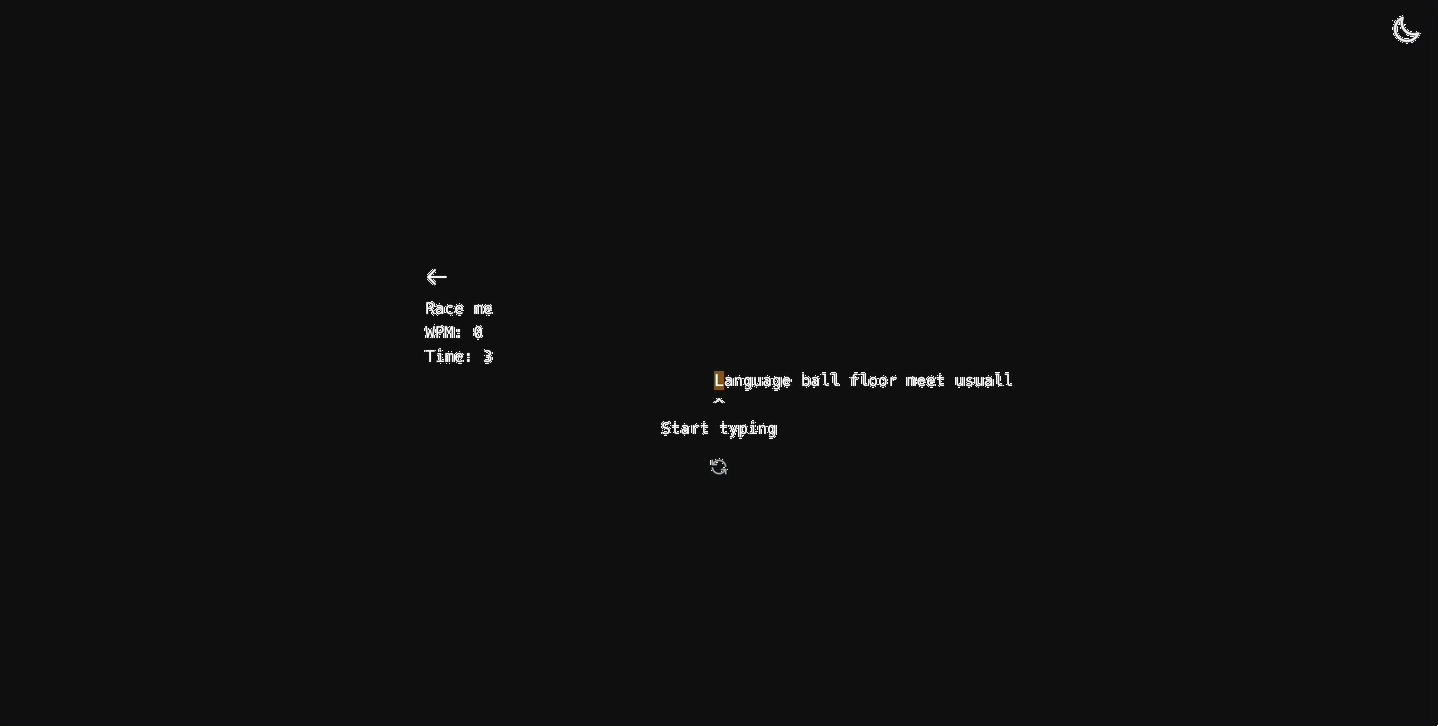 Race me
WPM: 0
Time: 3
Language ball floor meet usuall
^
Start typing